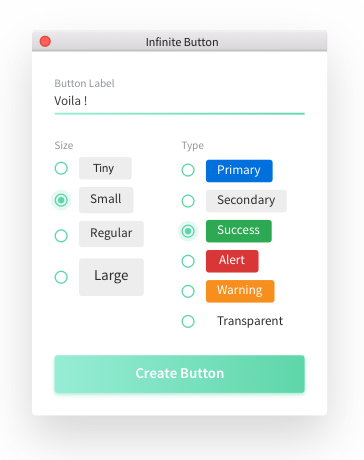 Infinite Button
Button Label
Voila !
Size
Tiny
Small
Regular
Large
Type
Primary
Secondary
Success
Alert
Warning
Transparent
Create Button